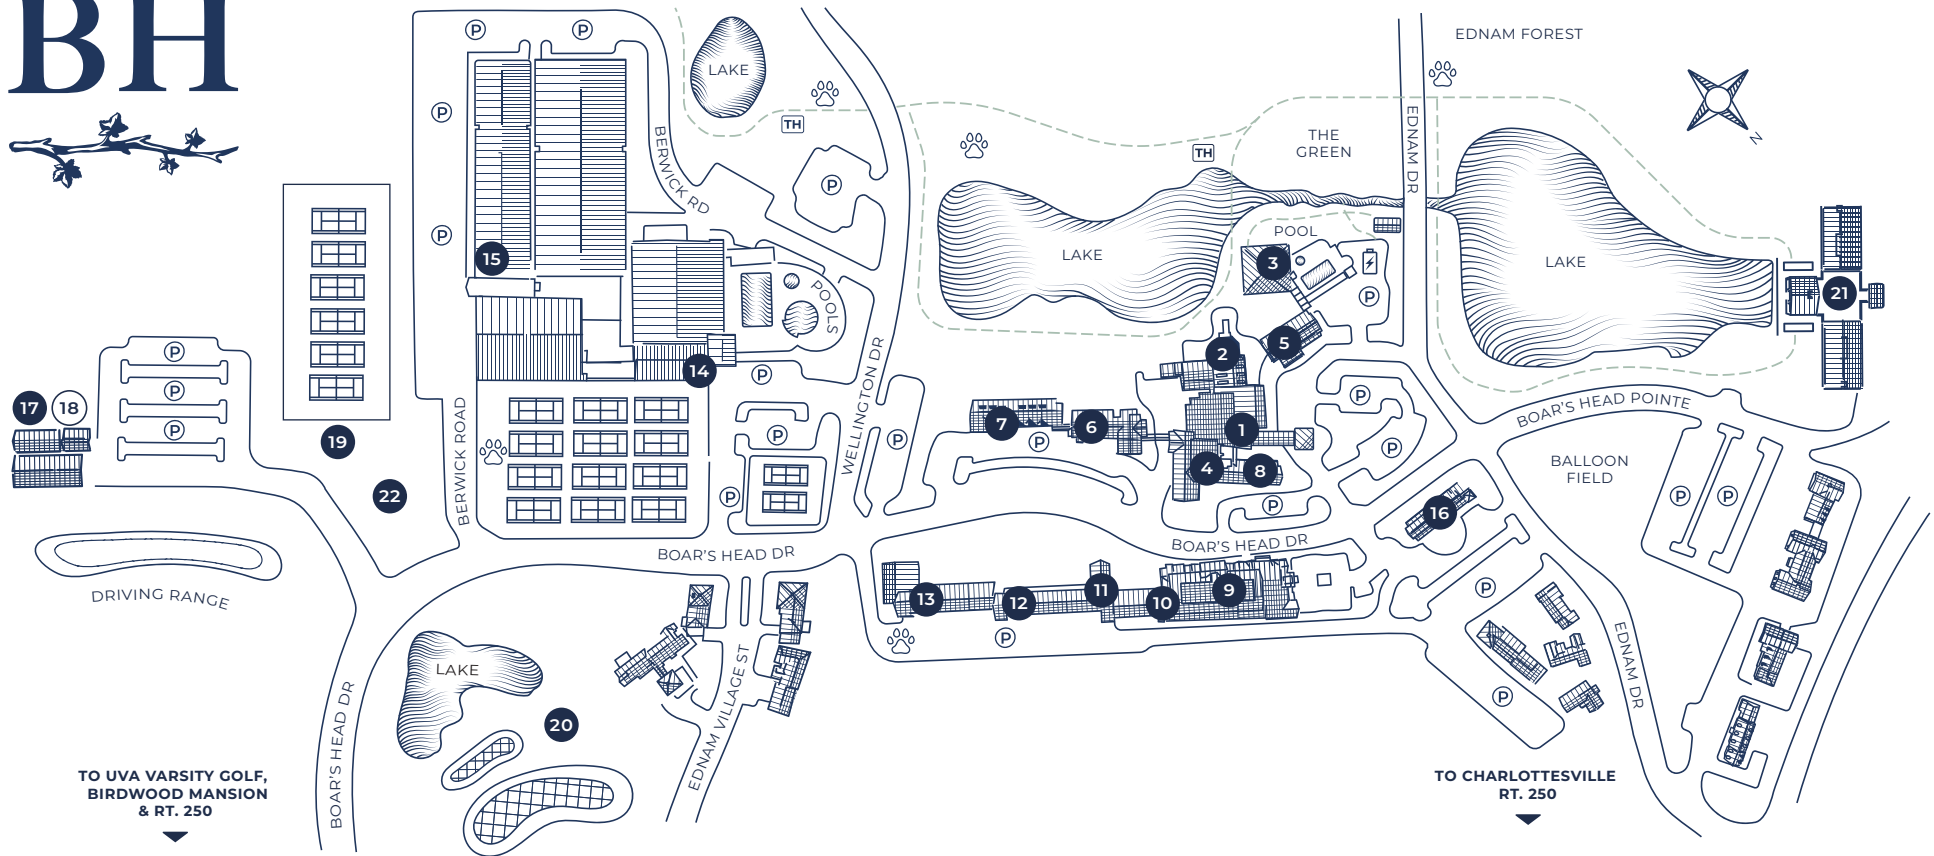 BH
P
P
LAKE
EDNAM FOREST
P
TH
BERWICK RD
P
TH
THE
GREEN
EDNAM DR
N
P
15
POOLS
LAKE
POOL
3
P
LAKE
21
P
P
P
17
18
19
22
BERWICK ROAD
14
P
P
P
WELLINGTON DR
P
7
P
6
2
5
1
4
8
P
P
P
BOAR'S HEAD POINTE
BALLOON
FIELD
P
P
16
DRIVING RANGE
BOAR'S HEAD DR
BOAR'S HEAD DR
13
12
11
10
9
P
P
P
EDNAM DR
LAKE
20
EDNAM VILLAGE ST
BOAR'S HEAD DR
TO UVA VARSITY GOLF,
BIRDWOOD MANSION
& RT. 250
TO CHARLOTTESVILLE
RT. 250